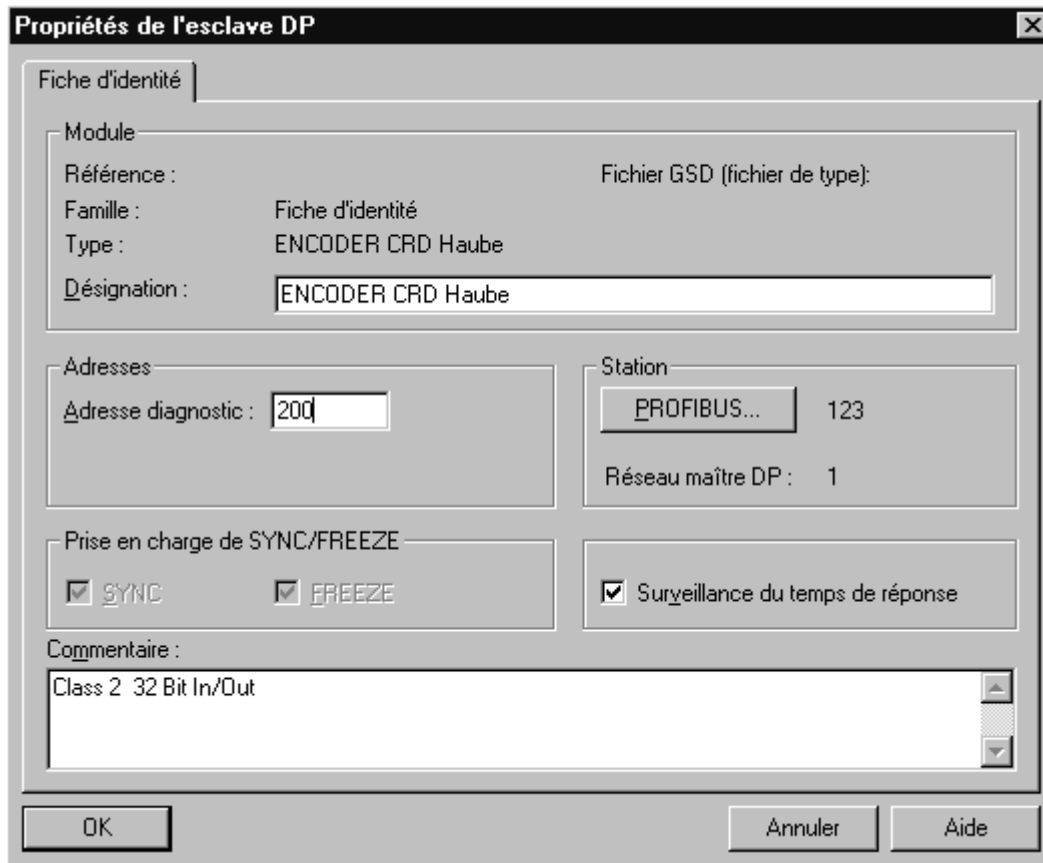 Propriétés de l'esclave DP
Fiche d'identité
Module
Référence : Fichier GSD (fichier de type):
Famille : Fiche d'identité
Type : ENCODER CRD Haube
Désignation : ENCODER CRD Haube
Adresses
Adresse diagnostic : 200
Station
PROFIBUS... 123
Réseau maître DP : 1
Prise en charge de SYNC/FREEZE
SYNC FREEZE
Surveillance du temps de réponse
Commentaire :
Class 2 32 Bit In/Out
OK Annuler Aide